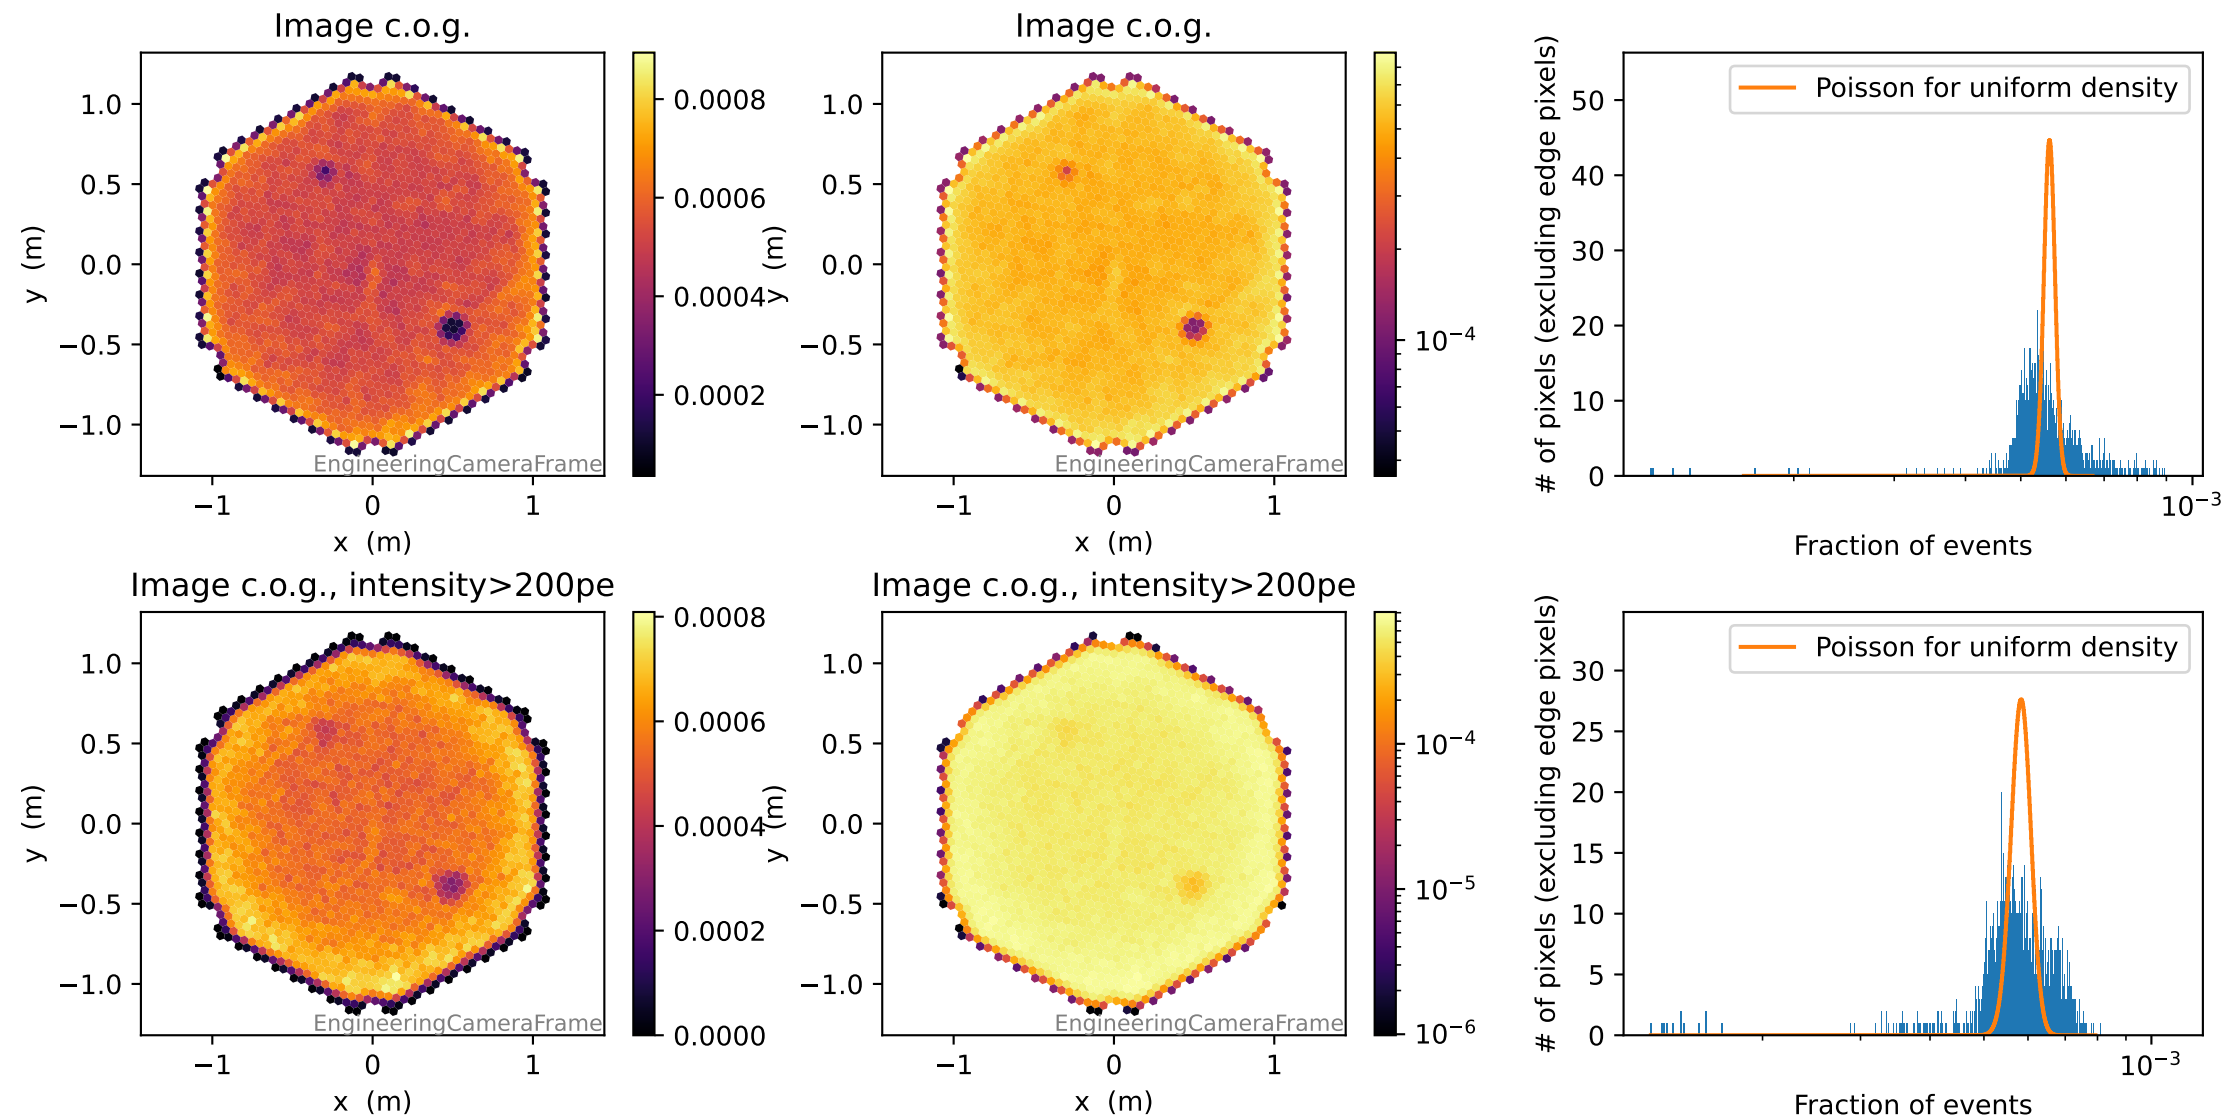 Image c.o.g.
y (m)
1.0
0.5
0.0
−0.5
−1.0
−1 0 1
x (m)
EngineeringCameraFrame
0.0008
0.0006
0.0004
0.0002
Image c.o.g.
y (m)
1.0
0.5
0.0
−0.5
−1.0
−1 0 1
x (m)
EngineeringCameraFrame
10⁻⁴
# of pixels (excluding edge pixels)
50
40
30
20
10
0
Poisson for uniform density
10⁻³
Fraction of events
Image c.o.g., intensity>200pe
y (m)
1.0
0.5
0.0
−0.5
−1.0
−1 0 1
x (m)
EngineeringCameraFrame
0.0008
0.0006
0.0004
0.0002
0.0000
Image c.o.g., intensity>200pe
y (m)
1.0
0.5
0.0
−0.5
−1.0
−1 0 1
x (m)
EngineeringCameraFrame
10⁻⁴
10⁻⁵
10⁻⁶
# of pixels (excluding edge pixels)
30
25
20
15
10
5
0
Poisson for uniform density
10⁻³
Fraction of events